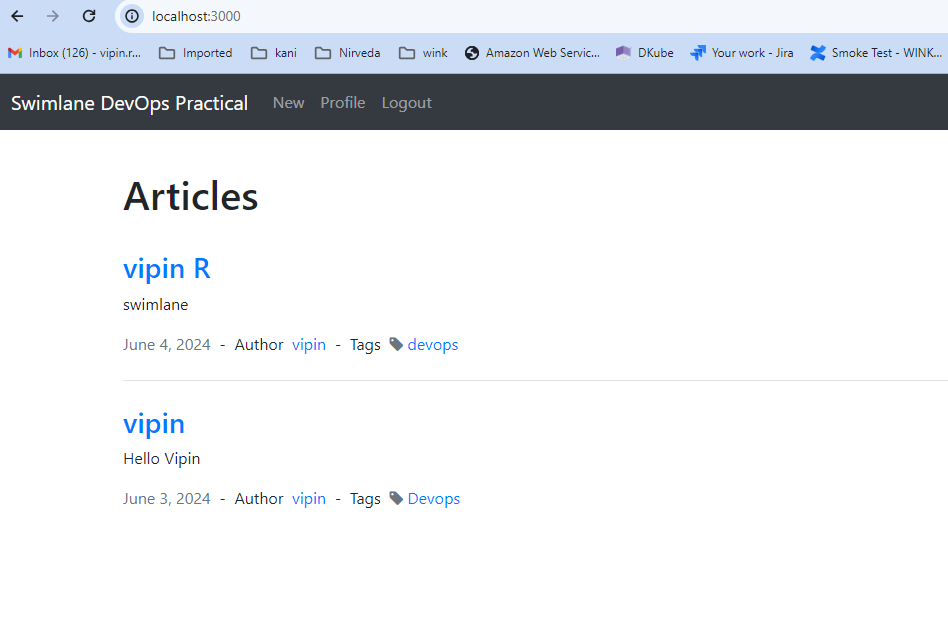 localhost:3000
Inbox (126) - vipin.r... Imported kani Nirveda wink Amazon Web Servic... DKube Your work - Jira Smoke Test - WINK...
Swimlane DevOps Practical New Profile Logout
Articles
vipin R
swimlane
June 4, 2024 - Author vipin - Tags devops
vipin
Hello Vipin
June 3, 2024 - Author vipin - Tags Devops